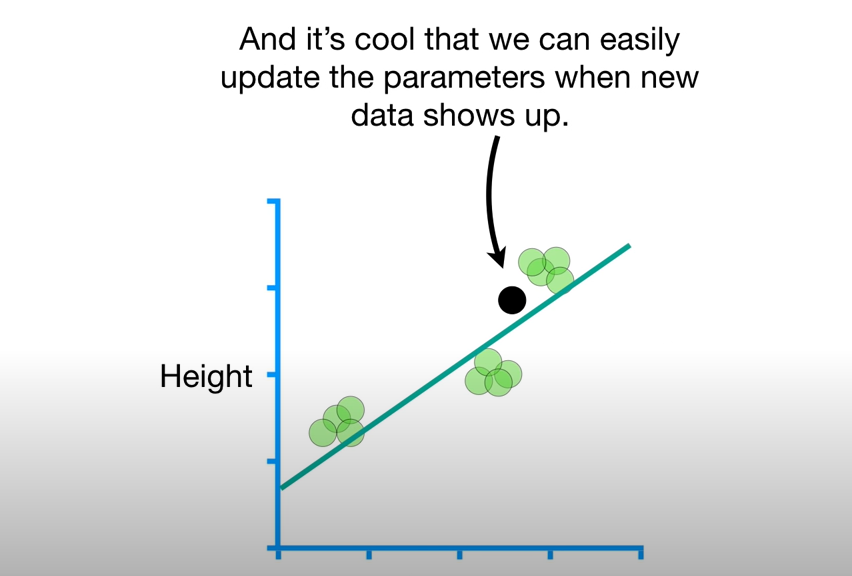 And it’s cool that we can easily
update the parameters when new
data shows up.
Height